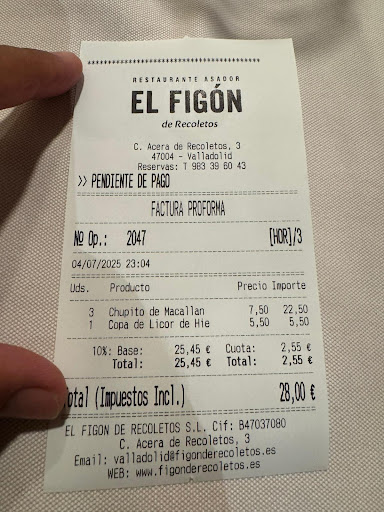 ****************************************
RESTAURANTE ASADOR
EL FIGÓN
de Recoletos
C. Acera de Recoletos, 3
47004 - Valladolid
Reservas: T 983 39 60 43
>> PENDIENTE DE PAGO
FACTURA PROFORMA
Nº Op.: 2047 [HOR]/3
04/07/2025 23:04
Uds. Producto Precio Importe
3 Chupito de Macallan 7,50 22,50
1 Copa de Licor de Hie 5,50 5,50
10%: Base: 25,45 € Cuota: 2,55 €
Total: 25,45 € Total: 2,55 €
otal (Impuestos Incl.) 28,00 €
EL FIGON DE RECOLETOS S.L. Cif: B47037080
C. Acera de Recoletos, 3
Email: valladolid@figonderecoletos.es
WEB: www.figonderecoletos.es